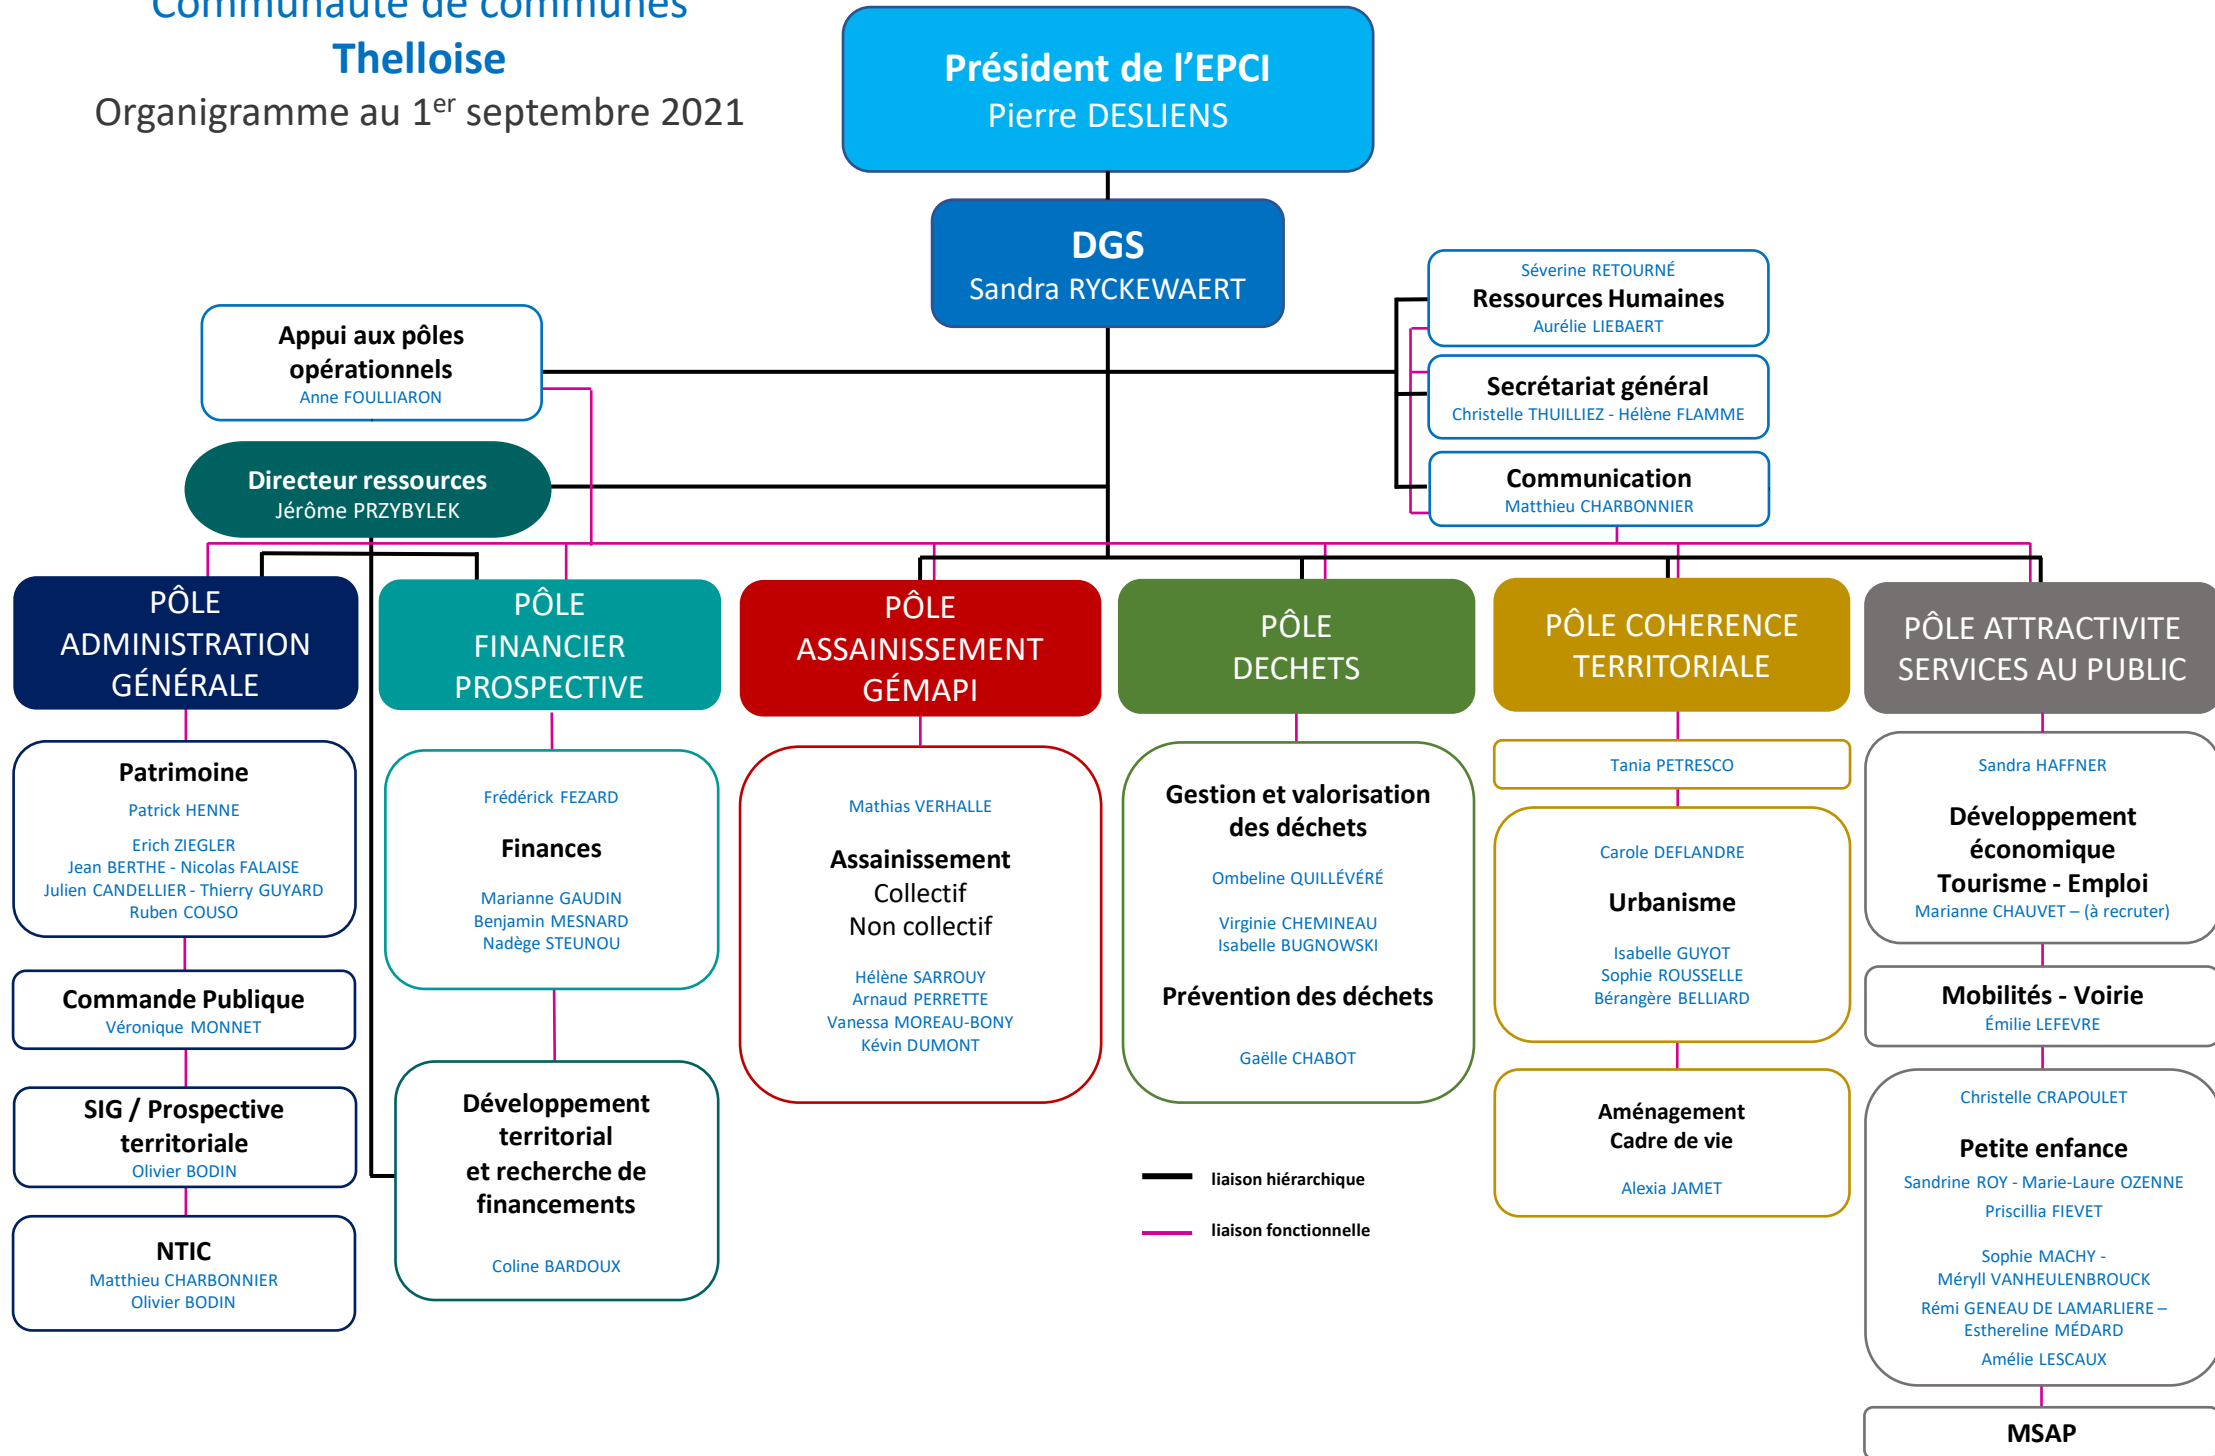 Communauté de communes
Thelloise
Organigramme au 1er septembre 2021
Président de l'EPCI
Pierre DESLIENS
DGS
Sandra RYCKEWAERT
Séverine RETOURNÉ
Ressources Humaines
Aurélie LIEBAERT
Appui aux pôles
opérationnels
Anne FOULLIARON
Secrétariat général
Christelle THUILLIEZ - Hélène FLAMME
Directeur ressources
Jérôme PRZYBYLEK
Communication
Matthieu CHARBONNIER
PÔLE
ADMINISTRATION
GÉNÉRALE
Patrimoine
Patrick HENNE
Erich ZIEGLER
Jean BERTHE - Nicolas FALAISE
Julien CANDELLIER - Thierry GUYARD
Ruben COUSO
Commande Publique
Véronique MONNET
SIG / Prospective
territoriale
Olivier BODIN
NTIC
Matthieu CHARBONNIER
Olivier BODIN
PÔLE
FINANCIER
PROSPECTIVE
Frédérick FEZARD
Finances
Marianne GAUDIN
Benjamin MESNARD
Nadège STEUNOU
Développement
territorial
et recherche de
financements
Coline BARDOUX
PÔLE
ASSAINISSEMENT
GÉMAPI
Mathias VERHALLE
Assainissement
Collectif
Non collectif
Hélène SARROUY
Arnaud PERRETTE
Vanessa MOREAU-BONY
Kévin DUMONT
PÔLE
DECHETS
Gestion et valorisation
des déchets
Ombeline QUILLÉVÉRÉ
Virginie CHEMINEAU
Isabelle BUGNOWSKI
Prévention des déchets
Gaëlle CHABOT
liaison hiérarchique
liaison fonctionnelle
PÔLE COHERENCE
TERRITORIALE
Tania PETRESCO
Carole DEFLANDRE
Urbanisme
Isabelle GUYOT
Sophie ROUSSELLE
Bérangère BELLIARD
Aménagement
Cadre de vie
Alexia JAMET
PÔLE ATTRACTIVITE
SERVICES AU PUBLIC
Sandra HAFFNER
Développement
économique
Tourisme - Emploi
Marianne CHAUVET – (à recruter)
Mobilités - Voirie
Émilie LEFEVRE
Christelle CRAPOULET
Petite enfance
Sandrine ROY - Marie-Laure OZENNE
Priscillia FIEVET
Sophie MACHY -
Méryll VANHEULENBROUCK
Rémi GENEAU DE LAMARLIERE –
Esthereline MÉDARD
Amélie LESCAUX
MSAP